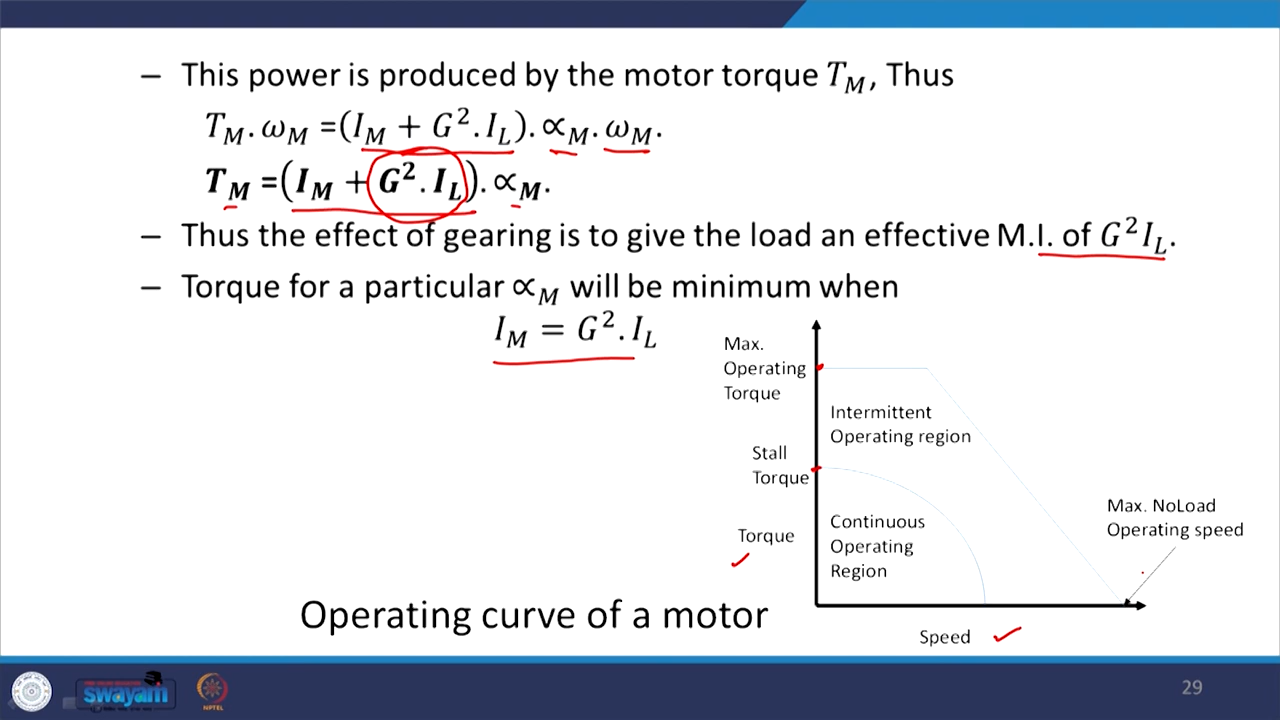 – This power is produced by the motor torque T_M, Thus
T_M.ω_M =(I_M + G².I_L).∝_M.ω_M.
T_M =(I_M + G².I_L).∝_M.
– Thus the effect of gearing is to give the load an effective M.I. of G²I_L.
– Torque for a particular ∝_M will be minimum when
I_M = G².I_L
Max.
Operating
Torque
Intermittent
Operating region
Stall
Torque
Max. NoLoad
Operating speed
Continuous
Operating
Region
Torque
Operating curve of a motor
Speed
swayam
NPTEL
29